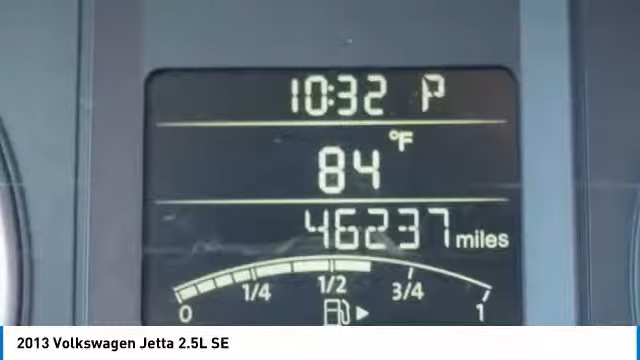 10:32 P
84 °F
46237 miles
0 1/4 1/2 3/4 1
2013 Volkswagen Jetta 2.5L SE